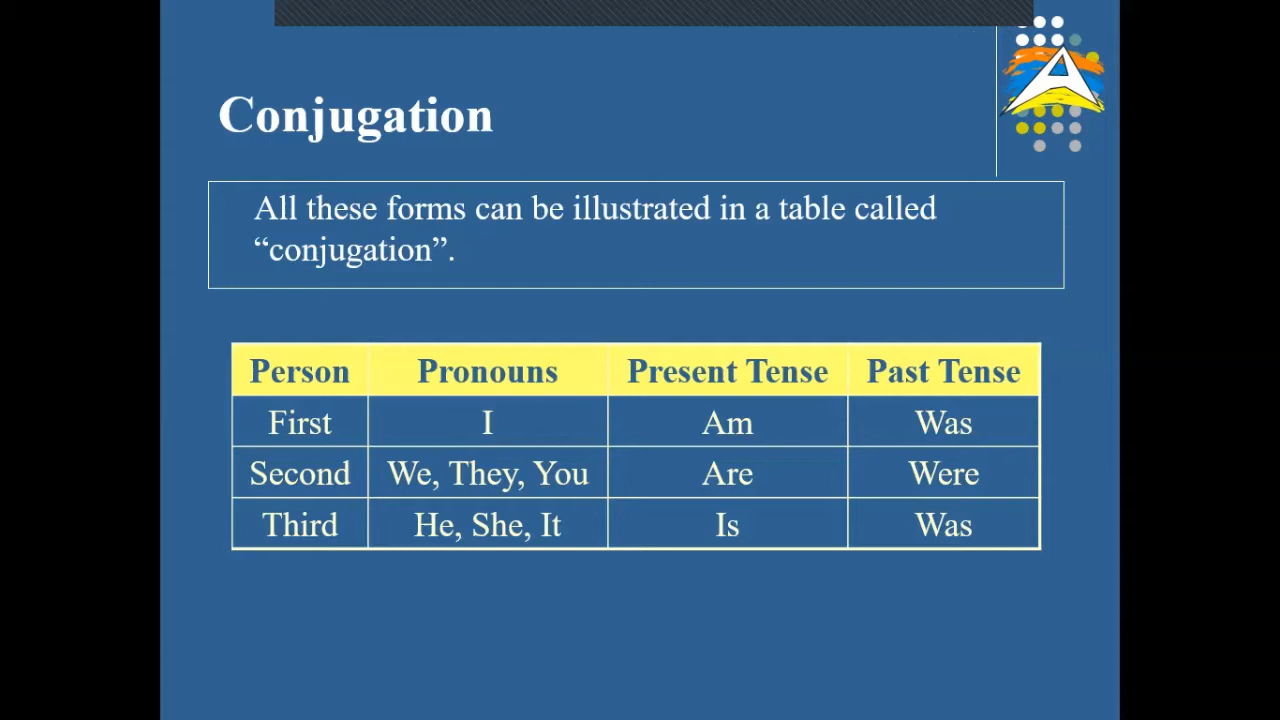 Conjugation
All these forms can be illustrated in a table called
“conjugation”.
Person Pronouns Present Tense Past Tense
First I Am Was
Second We, They, You Are Were
Third He, She, It Is Was